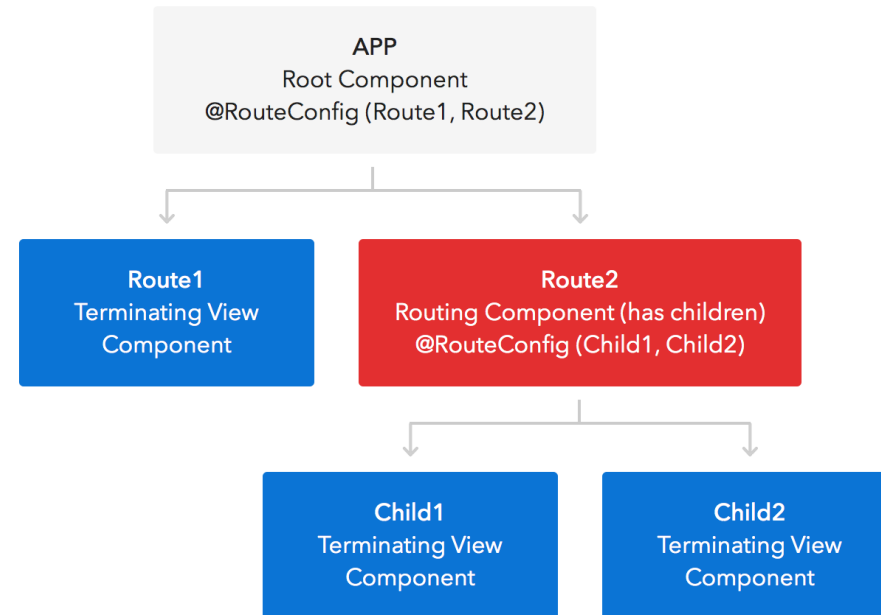 APP
Root Component
@RouteConfig (Route1, Route2)
Route1
Terminating View
Component
Route2
Routing Component (has children)
@RouteConfig (Child1, Child2)
Child1
Terminating View
Component
Child2
Terminating View
Component